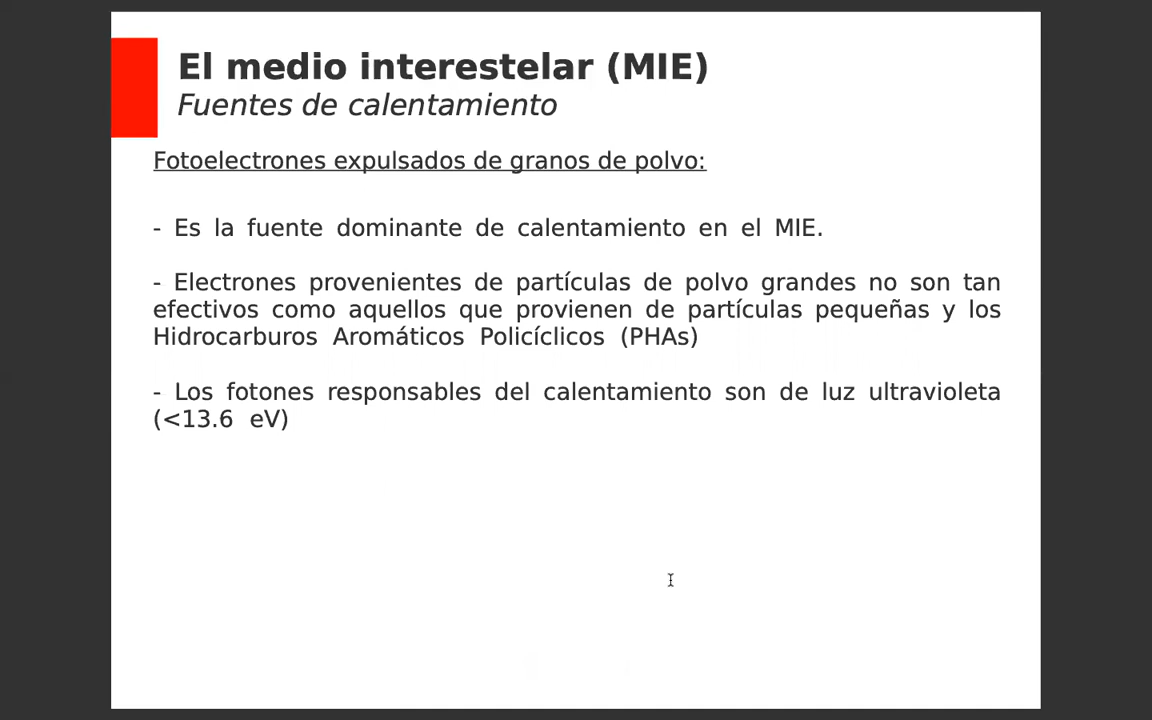 El medio interestelar (MIE)
Fuentes de calentamiento
Fotoelectrones expulsados de granos de polvo:
- Es la fuente dominante de calentamiento en el MIE.
- Electrones provenientes de partículas de polvo grandes no son tan
efectivos como aquellos que provienen de partículas pequeñas y los
Hidrocarburos Aromáticos Policíclicos (PHAs)
- Los fotones responsables del calentamiento son de luz ultravioleta
(<13.6 eV)